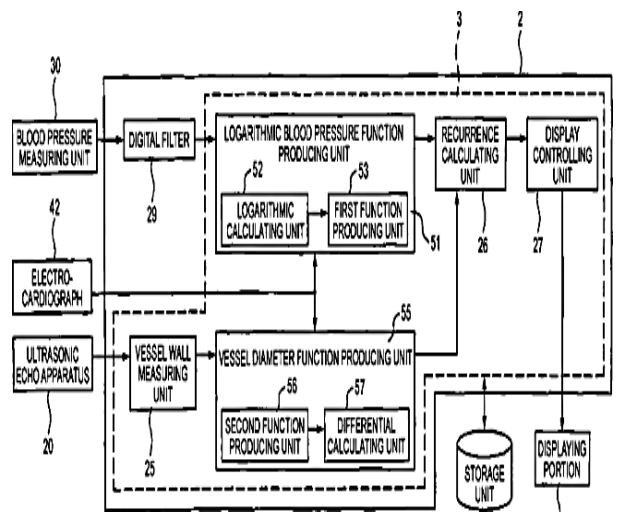 3
2
30
BLOOD PRESSURE
MEASURING UNIT
DIGITAL FILTER
29
LOGARITHMIC BLOOD PRESSURE FUNCTION
PRODUCING UNIT
52
53
LOGARITHMIC
CALCULATING UNIT
FIRST FUNCTION
PRODUCING UNIT
51
RECURRENCE
CALCULATING
UNIT
26
DISPLAY
CONTROLLING
UNIT
27
42
ELECTRO-
CARDIOGRAPH
ULTRASONIC
ECHO APPARATUS
20
VESSEL WALL
MEASURING
UNIT
25
55
VESSEL DIAMETER FUNCTION PRODUCING UNIT
56
57
SECOND FUNCTION
PRODUCING UNIT
DIFFERENTIAL
CALCULATING UNIT
STORAGE
UNIT
DISPLAYING
PORTION